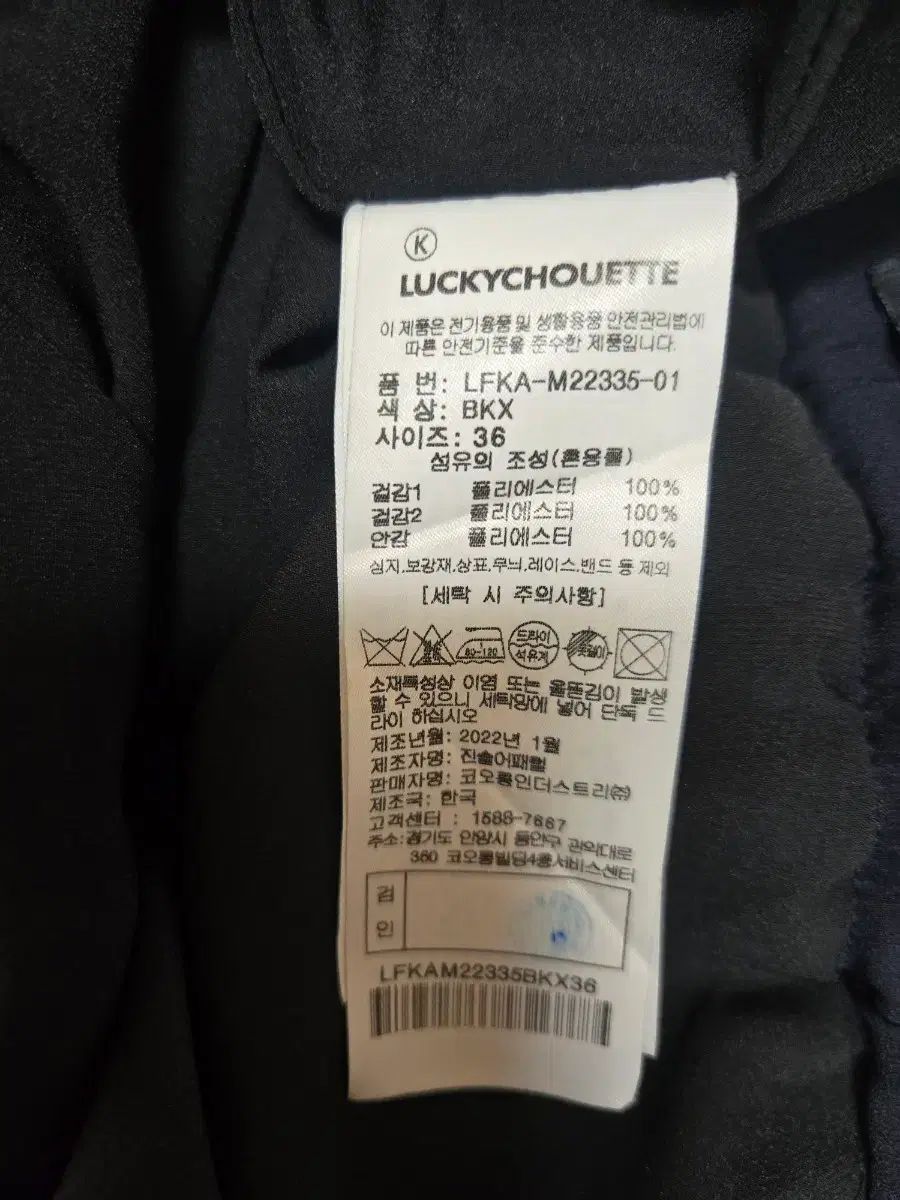 K
LUCKYCHOUETTE
이 제품은 전기용품 및 생활용품 안전관리법에
따른 안전기준을 준수한 제품입니다.
품 번: LFKA-M22335-01
색 상: BKX
사이즈: 36
섬유의 조성(혼용률)
겉감1 폴리에스터 100%
겉감2 폴리에스터 100%
안감 폴리에스터 100%
심지,보강재,상표,무늬,레이스,밴드 등 제외
[세탁 시 주의사항]
80-120 드라이 옷걸이
석유계
소재특성상 이염 또는 올뜯김이 발생
할 수 있으니 세탁망에 넣어 단독 드
라이 하십시오
제조년월: 2022년 1월
제조자명: 진솔어패럴
판매자명: 코오롱인더스트리㈜
제조국: 한국
고객센터 : 1588-7667
주소:경기도 안양시 동안구 관악대로
360 코오롱빌딩4층서비스센터
검
인
LFKAM22335BKX36